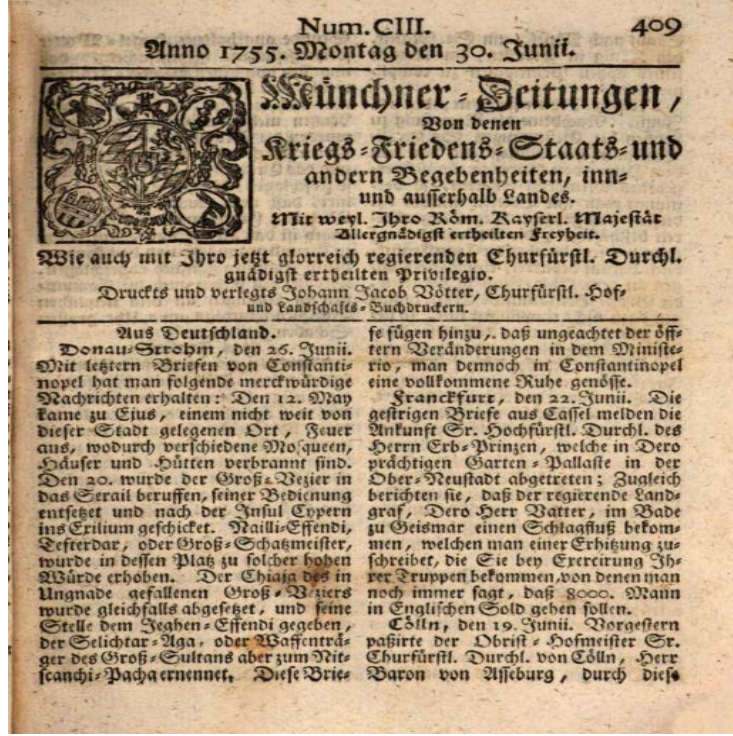 Num. CIII. 409
Anno 1755. Montag den 30. Junii.
Münchner-Zeitungen,
Von denen
Kriegs-Friedens-Staats-und
andern Begebenheiten, inn-
und ausserhalb Landes.
Mit weyl. Ihro Röm. Kayserl. Majestät
Allergnädigst ertheilten Freyheit.
Wie auch mit Ihro jetzt glorreich regierenden Churfürstl. Durchl.
gnädigst ertheilten Privilegio.
Druckts und verlegts Johann Jacob Vötter, Churfürstl. Hof-
und Landschafts-Buchdruckern.
Aus Deutschland.
Donau-Strohm, den 26. Junii.
Mit letztern Briefen von Constanti-
nopel hat man folgende merckwürdige
Nachrichten erhalten: Den 12. May
kame zu Ejus, einem nicht weit von
dieser Stadt gelegenen Ort, Feuer
aus, wodurch verschiedene Mosqueen,
Häuser und Hütten verbrannt sind.
Den 20. wurde der Groß-Vezier in
das Serail beruffen, seiner Bedienung
entsetzt und nach der Insul Cypern
ins Exilium geschicket. Nailli-Effendi,
Tefterdar, oder Groß-Schatzmeister,
wurde in dessen Platz zu solcher hohen
Würde erhoben. Der Chiaja des in
Ungnade gefallenen Groß-Veziers
wurde gleichfalls abgesetzet, und seine
Stelle dem Jeghen-Effendi gegeben,
der Selichtar-Aga, oder Waffenträ-
ger des Groß-Sultans aber zum Nit-
scanchi-Pacha ernennet. Diese Brie-
fe fügen hinzu, daß ungeachtet der öff-
tern Veränderungen in dem Ministe-
rio, man dennoch in Constantinopel
eine vollkommene Ruhe genösse.
Franckfurt, den 22. Junii. Die
gestrigen Briefe aus Cassel melden die
Ankunft Sr. Hochfürstl. Durchl. des
Herrn Erb-Prinzen, welche in Dero
prächtigen Garten-Pallaste in der
Ober-Neustadt abgetreten; Zugleich
berichten sie, daß der regierende Land-
graf, Dero Herr Vatter, im Bade
zu Geismar einen Schlagfluß bekom-
men, welchen man einer Erhitzung zu-
schreibet, die Sie bey Exercirung Ih-
rer Truppen bekommen, von denen man
noch immer sagt, daß 8000. Mann
in Englischen Sold gehen sollen.
Cölln, den 19. Junii. Vorgestern
paßirte der Obrist-Hofmeister Sr.
Churfürstl. Durchl. von Cölln, Herr
Baron von Asseburg, durch diese